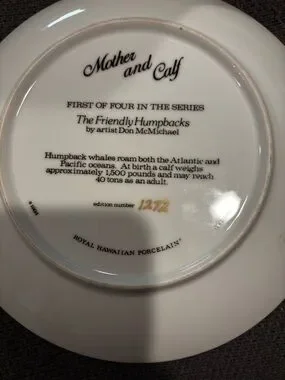 Mother
and Calf
FIRST OF FOUR IN THE SERIES
The Friendly Humpbacks
by artist Don McMichael
Humpback whales roam both the Atlantic and
Pacific oceans. At birth a calf weighs
approximately 1,500 pounds and may reach
40 tons as an adult.
edition number 1272
ROYAL HAWAIIAN PORCELAIN